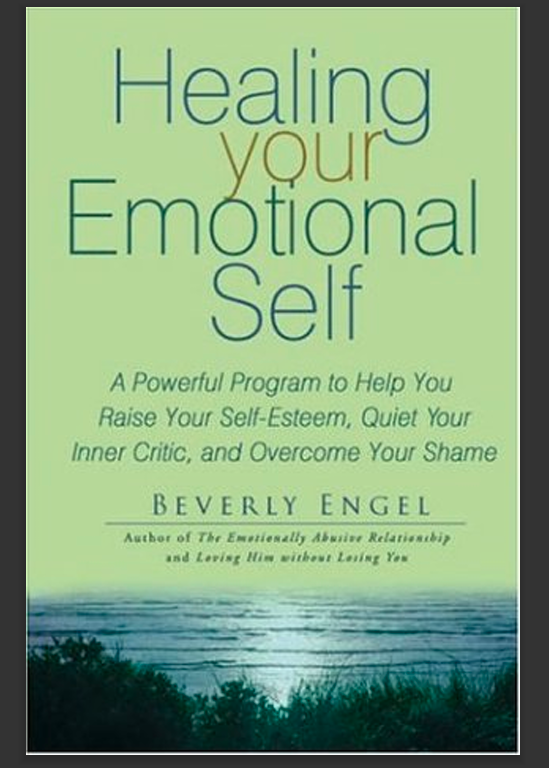 Healing
your
Emotional
Self
A Powerful Program to Help You
Raise Your Self-Esteem, Quiet Your
Inner Critic, and Overcome Your Shame
BEVERLY ENGEL
Author of The Emotionally Abusive Relationship
and Loving Him without Losing You